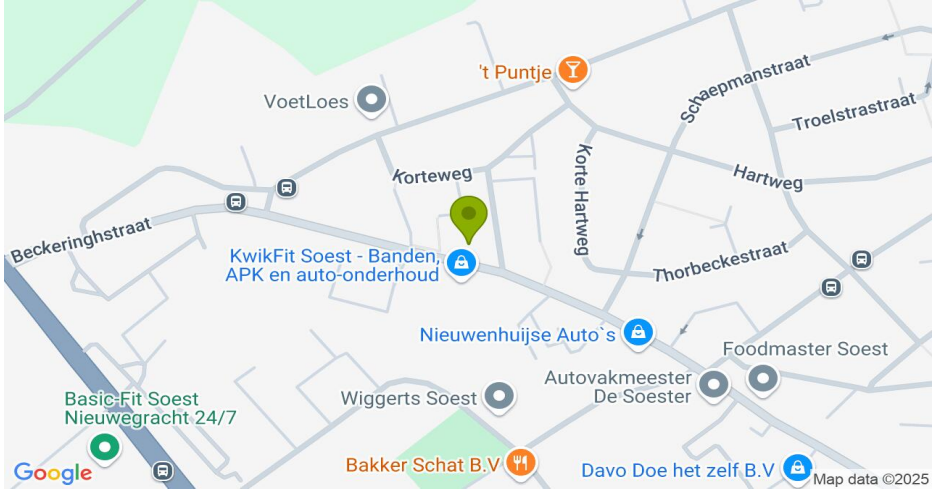 't Puntje
VoetLoes
Schaepmanstraat
Troelstrastraat
Korteweg
Korte Hartweg
Hartweg
Beckeringhstraat
KwikFit Soest - Banden,
APK en auto-onderhoud
Thorbeckestraat
Nieuwenhuijse Auto`s
Foodmaster Soest
Autovakmeester
De Soester
Wiggerts Soest
Basic-Fit Soest
Nieuwegracht 24/7
Bakker Schat B.V
Davo Doe het zelf B.V
Google
Map data ©2025